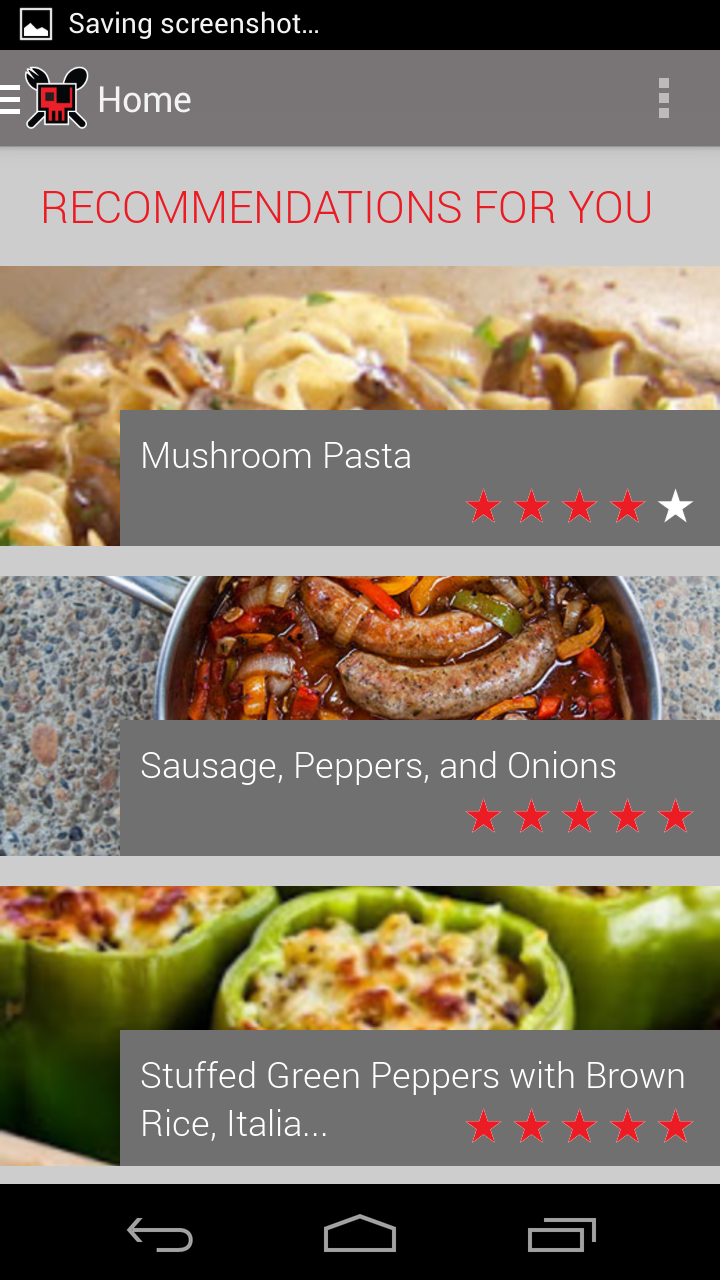 Saving screenshot...
Home
RECOMMENDATIONS FOR YOU
Mushroom Pasta
Sausage, Peppers, and Onions
Stuffed Green Peppers with Brown
Rice, Italia...